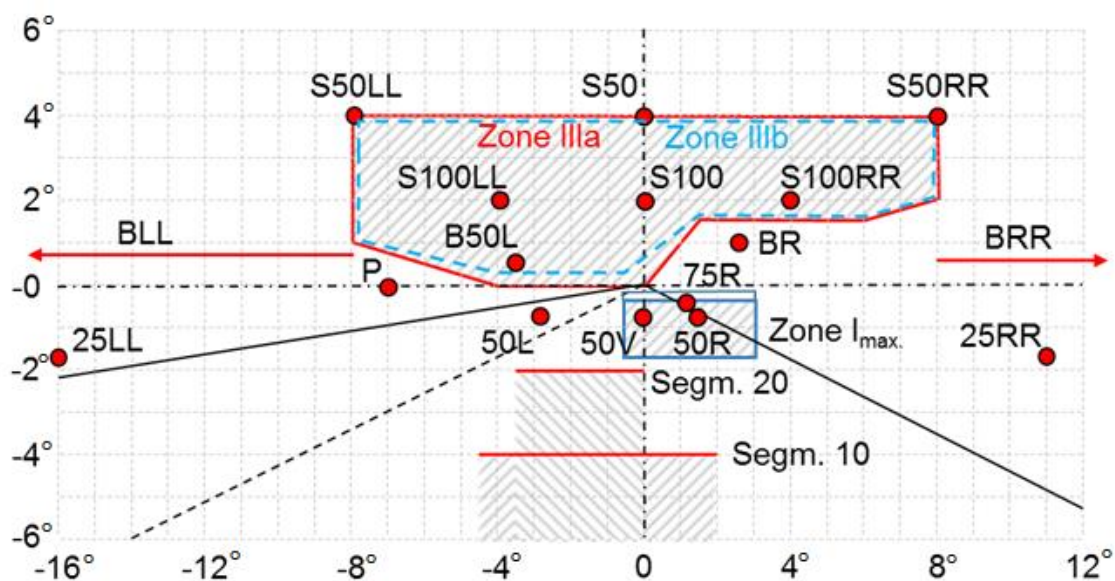 6°
S50LL
S50
S50RR
4°
Zone IIIa
Zone IIIb
S100LL
S100
S100RR
2°
BLL
B50L
BR
BRR
P
75R
-0
25LL
50L
50V
50R
Zone I max.
25RR
-2°
Segm. 20
-4°
Segm. 10
-6°
-16°
-12°
-8°
-4°
0
4°
8°
12°